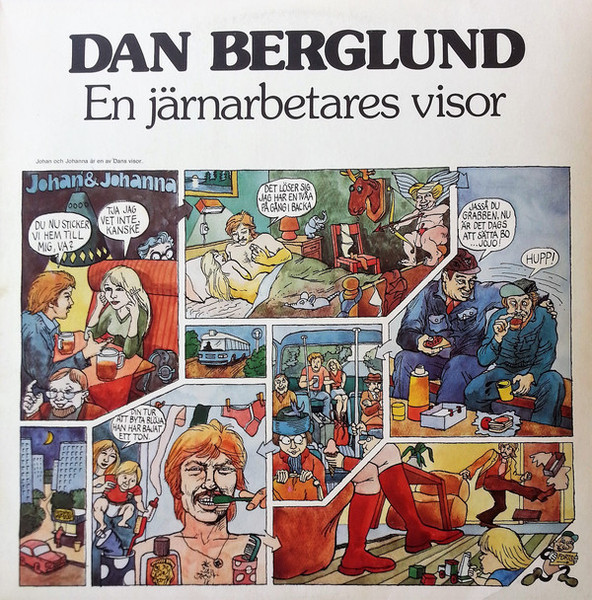 DAN BERGLUND
En järnarbetares visor
Johan och Johanna är en av Dans visor.
Johan & Johanna
DU NU STICKER
VI HEM TILL
MIG, VA?
TJA JAG
VET INTE.
KANSKE
DET LÖSER SIG.
JAG HAR EN TVÅA
PÅ GÅNG I BACKA.
JASSÅ DU
GRABBEN, NU
ÄR DET DAGS
ATT SÄTTA BO
...JOJO!
HUPP!
DIN TUR
ATT BYTA BLÖJA
HAN HAR BAJAT
ETT TON.